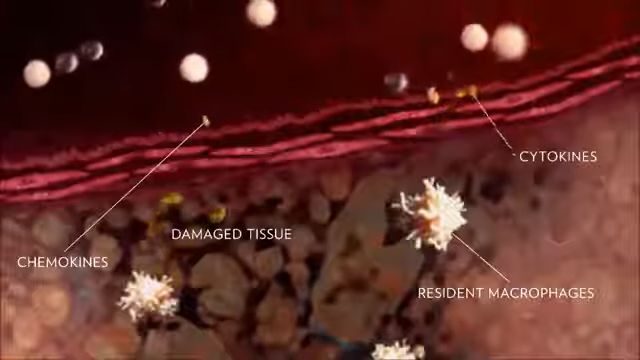 CYTOKINES
DAMAGED TISSUE
CHEMOKINES
RESIDENT MACROPHAGES